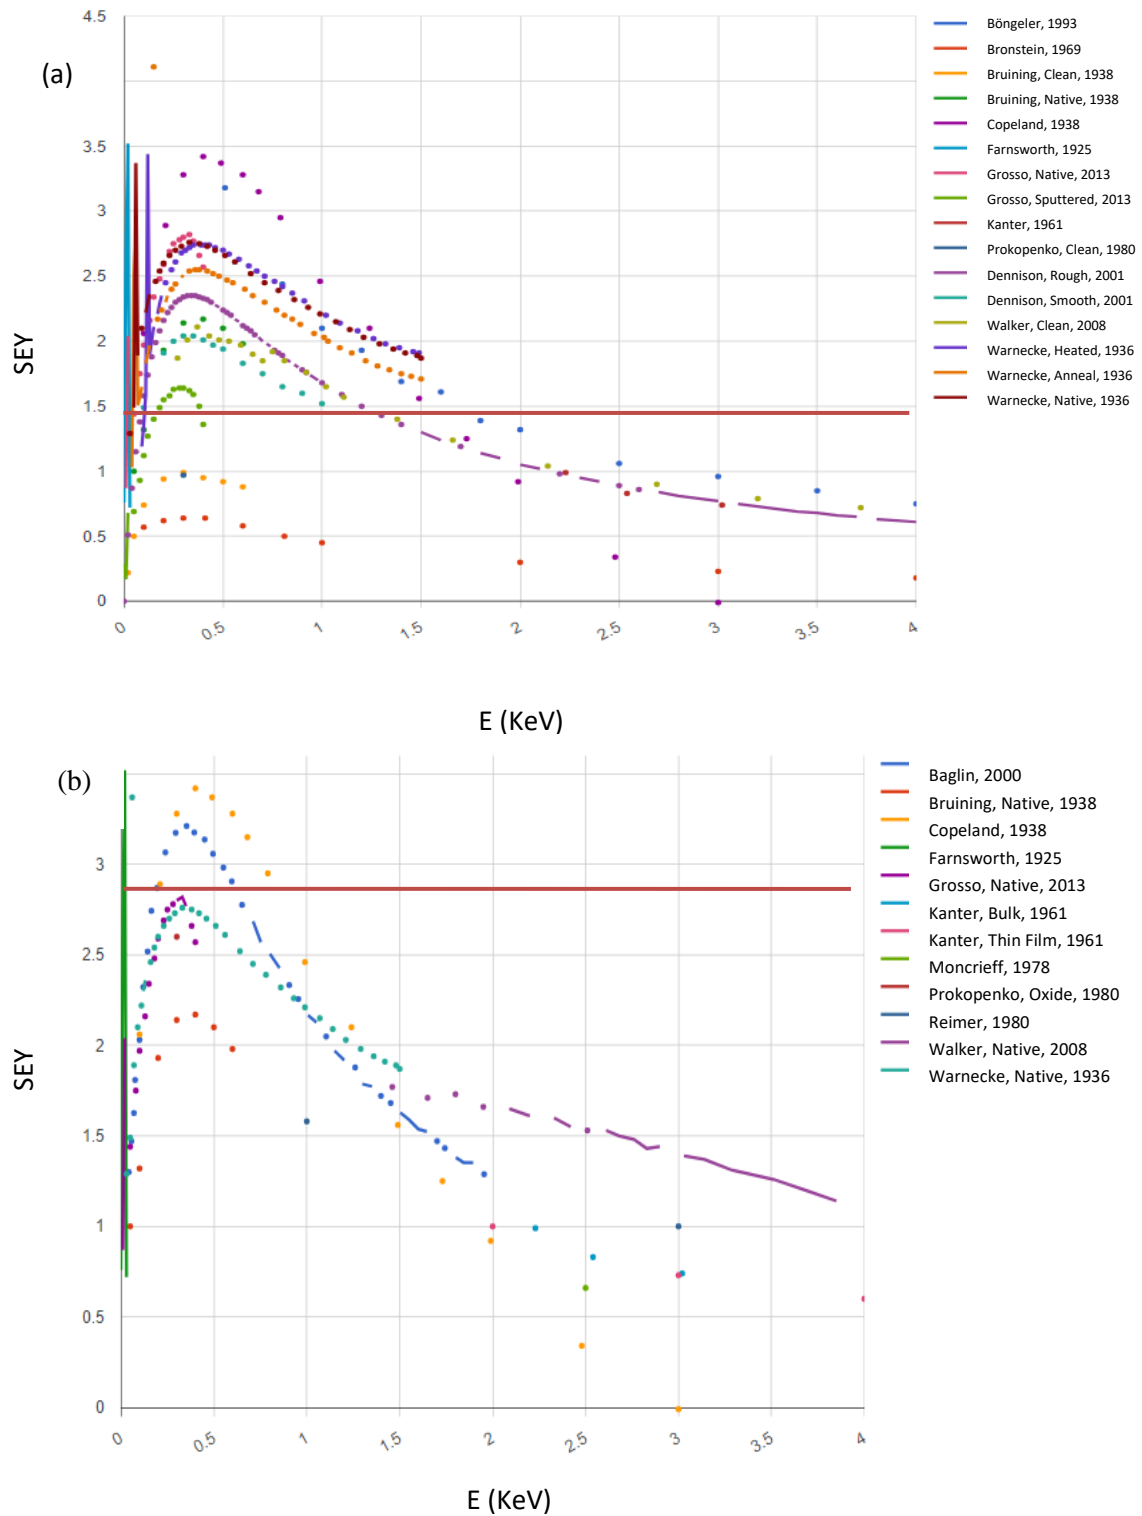 (a)
SEY
4.5
4
3.5
3
2.5
2
1.5
1
0.5
0
0
0.5
1
1.5
2
2.5
3
3.5
4
E (KeV)
Böngeler, 1993
Bronstein, 1969
Bruining, Clean, 1938
Bruining, Native, 1938
Copeland, 1938
Farnsworth, 1925
Grosso, Native, 2013
Grosso, Sputtered, 2013
Kanter, 1961
Prokopenko, Clean, 1980
Dennison, Rough, 2001
Dennison, Smooth, 2001
Walker, Clean, 2008
Warnecke, Heated, 1936
Warnecke, Anneal, 1936
Warnecke, Native, 1936
(b)
SEY
3
2.5
2
1.5
1
0.5
0
0
0.5
1
1.5
2
2.5
3
3.5
4
E (KeV)
Baglin, 2000
Bruining, Native, 1938
Copeland, 1938
Farnsworth, 1925
Grosso, Native, 2013
Kanter, Bulk, 1961
Kanter, Thin Film, 1961
Moncrieff, 1978
Prokopenko, Oxide, 1980
Reimer, 1980
Walker, Native, 2008
Warnecke, Native, 1936